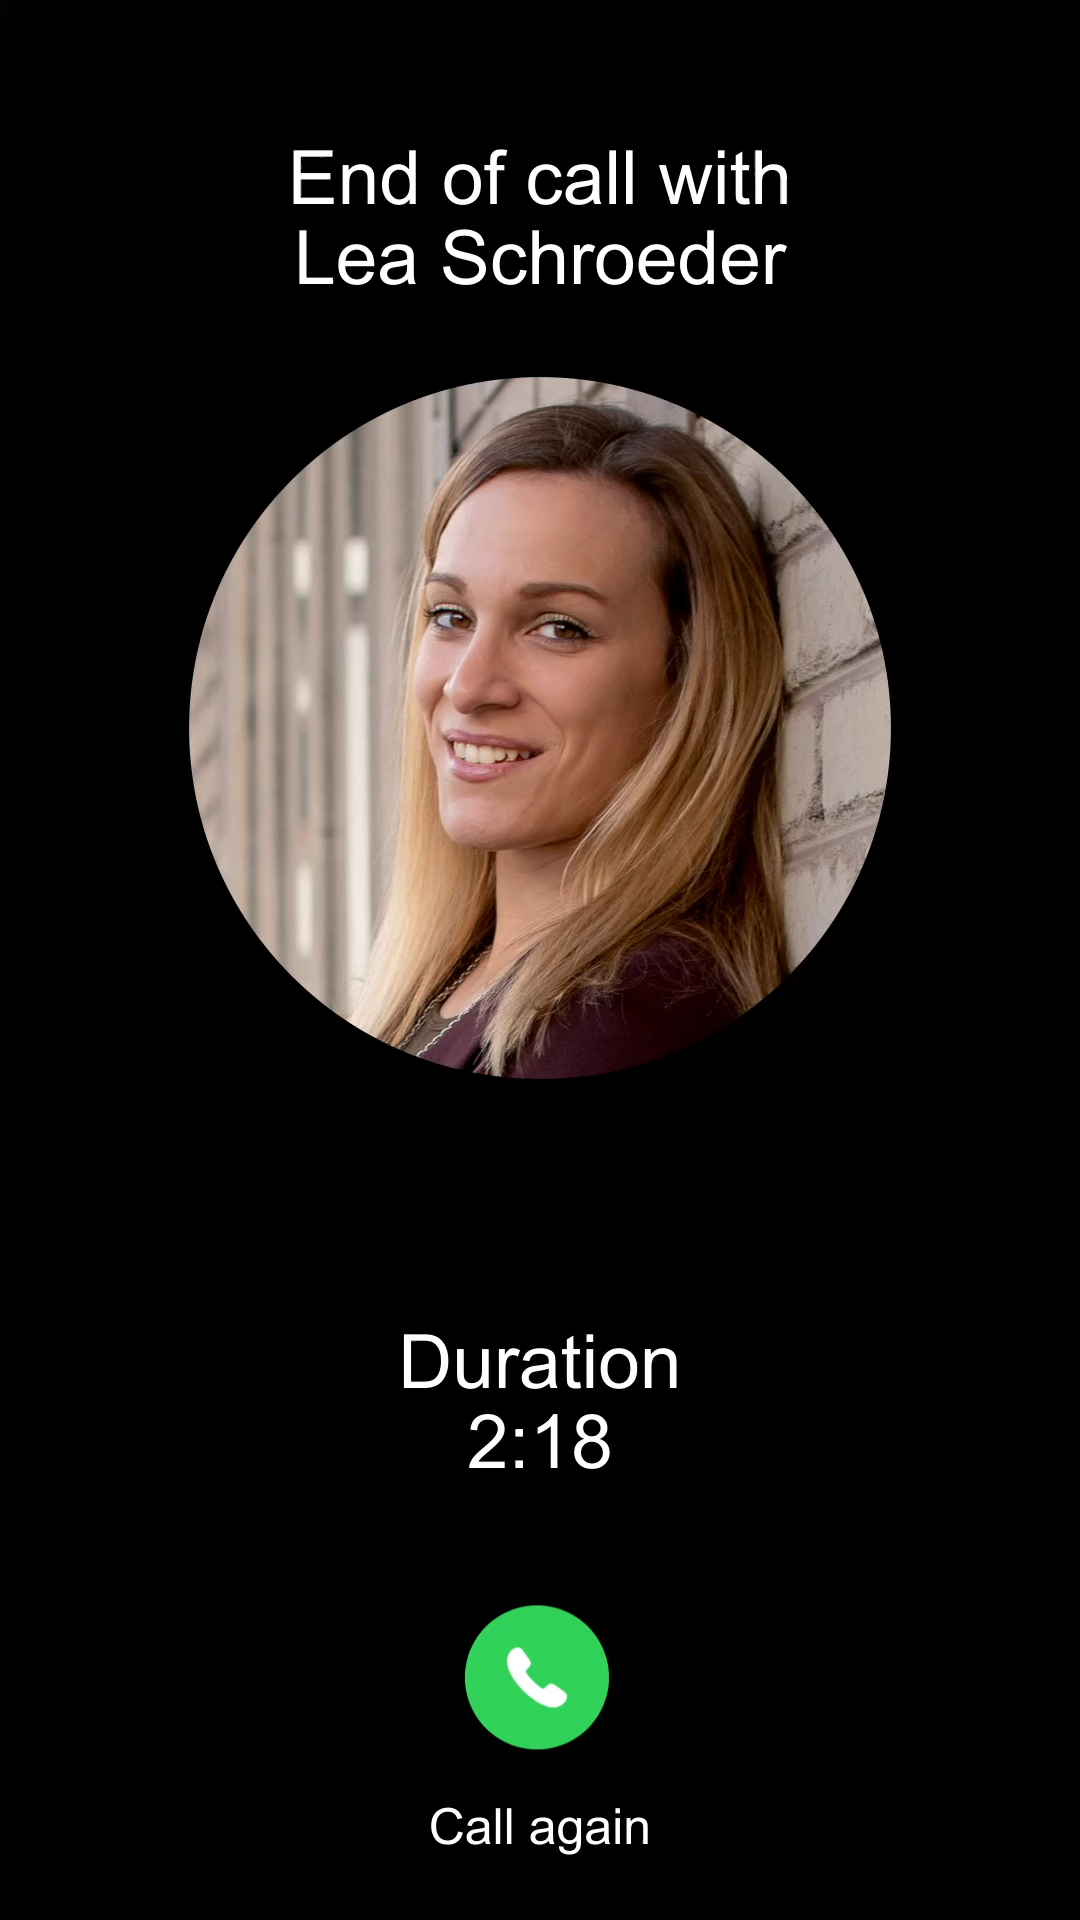 End of call with
Lea Schroeder
Duration
2:18
Call again